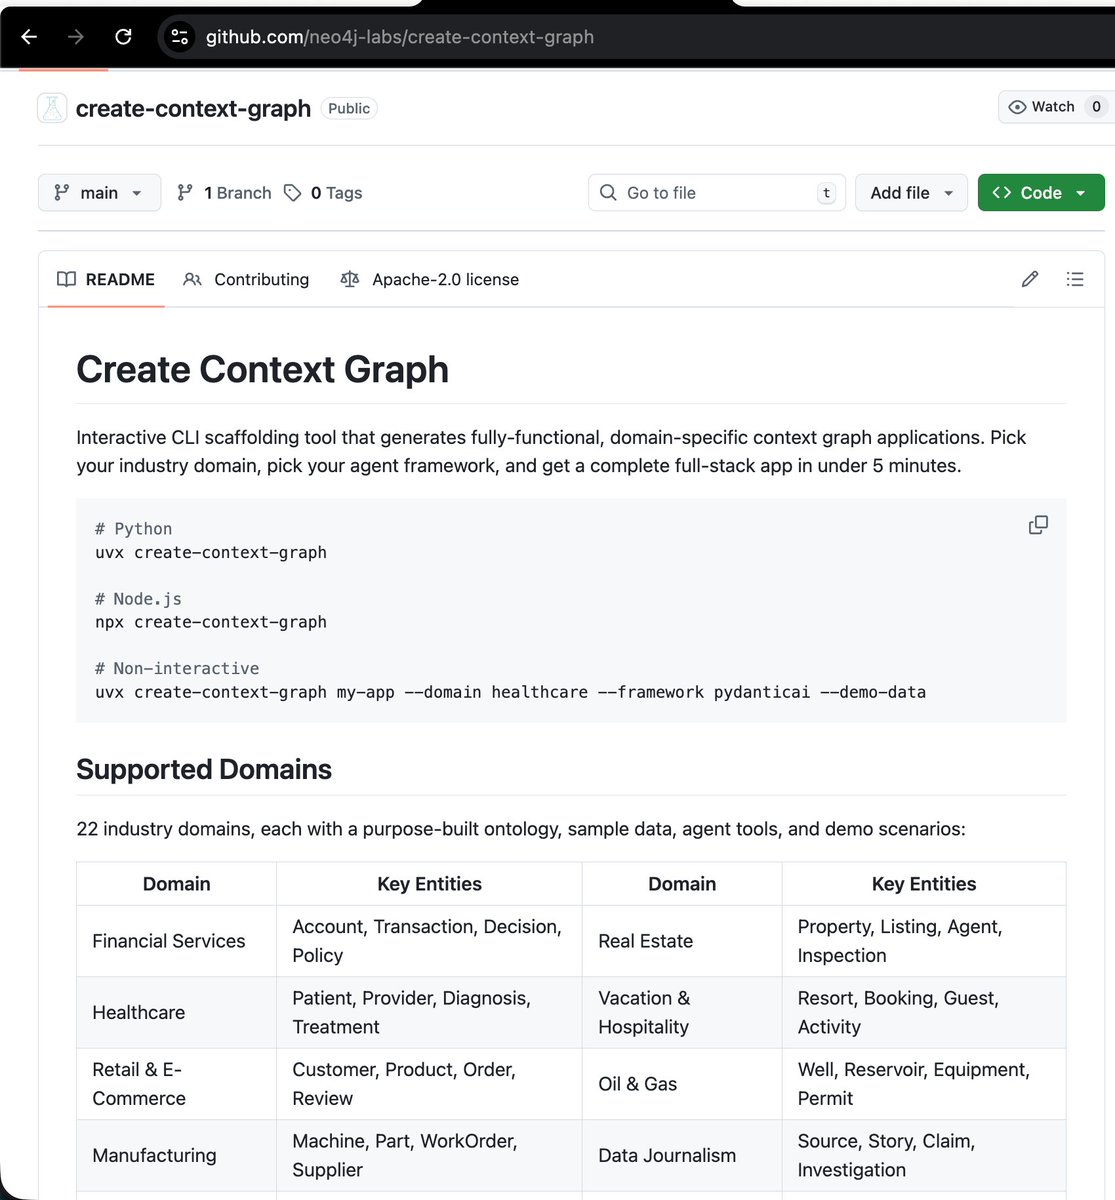 github.com/neo4j-labs/create-context-graph
create-context-graph Public
Watch 0
main
1 Branch
0 Tags
Go to file t
Add file
Code
README
Contributing
Apache-2.0 license
Create Context Graph
Interactive CLI scaffolding tool that generates fully-functional, domain-specific context graph applications. Pick
your industry domain, pick your agent framework, and get a complete full-stack app in under 5 minutes.
# Python
uvx create-context-graph
# Node.js
npx create-context-graph
# Non-interactive
uvx create-context-graph my-app --domain healthcare --framework pydanticai --demo-data
Supported Domains
22 industry domains, each with a purpose-built ontology, sample data, agent tools, and demo scenarios:
Domain Key Entities Domain Key Entities
Financial Services
Account, Transaction, Decision,
Policy
Real Estate
Property, Listing, Agent,
Inspection
Healthcare
Patient, Provider, Diagnosis,
Treatment
Vacation &
Hospitality
Resort, Booking, Guest,
Activity
Retail & E-
Commerce
Customer, Product, Order,
Review
Oil & Gas
Well, Reservoir, Equipment,
Permit
Manufacturing
Machine, Part, WorkOrder,
Supplier
Data Journalism
Source, Story, Claim,
Investigation